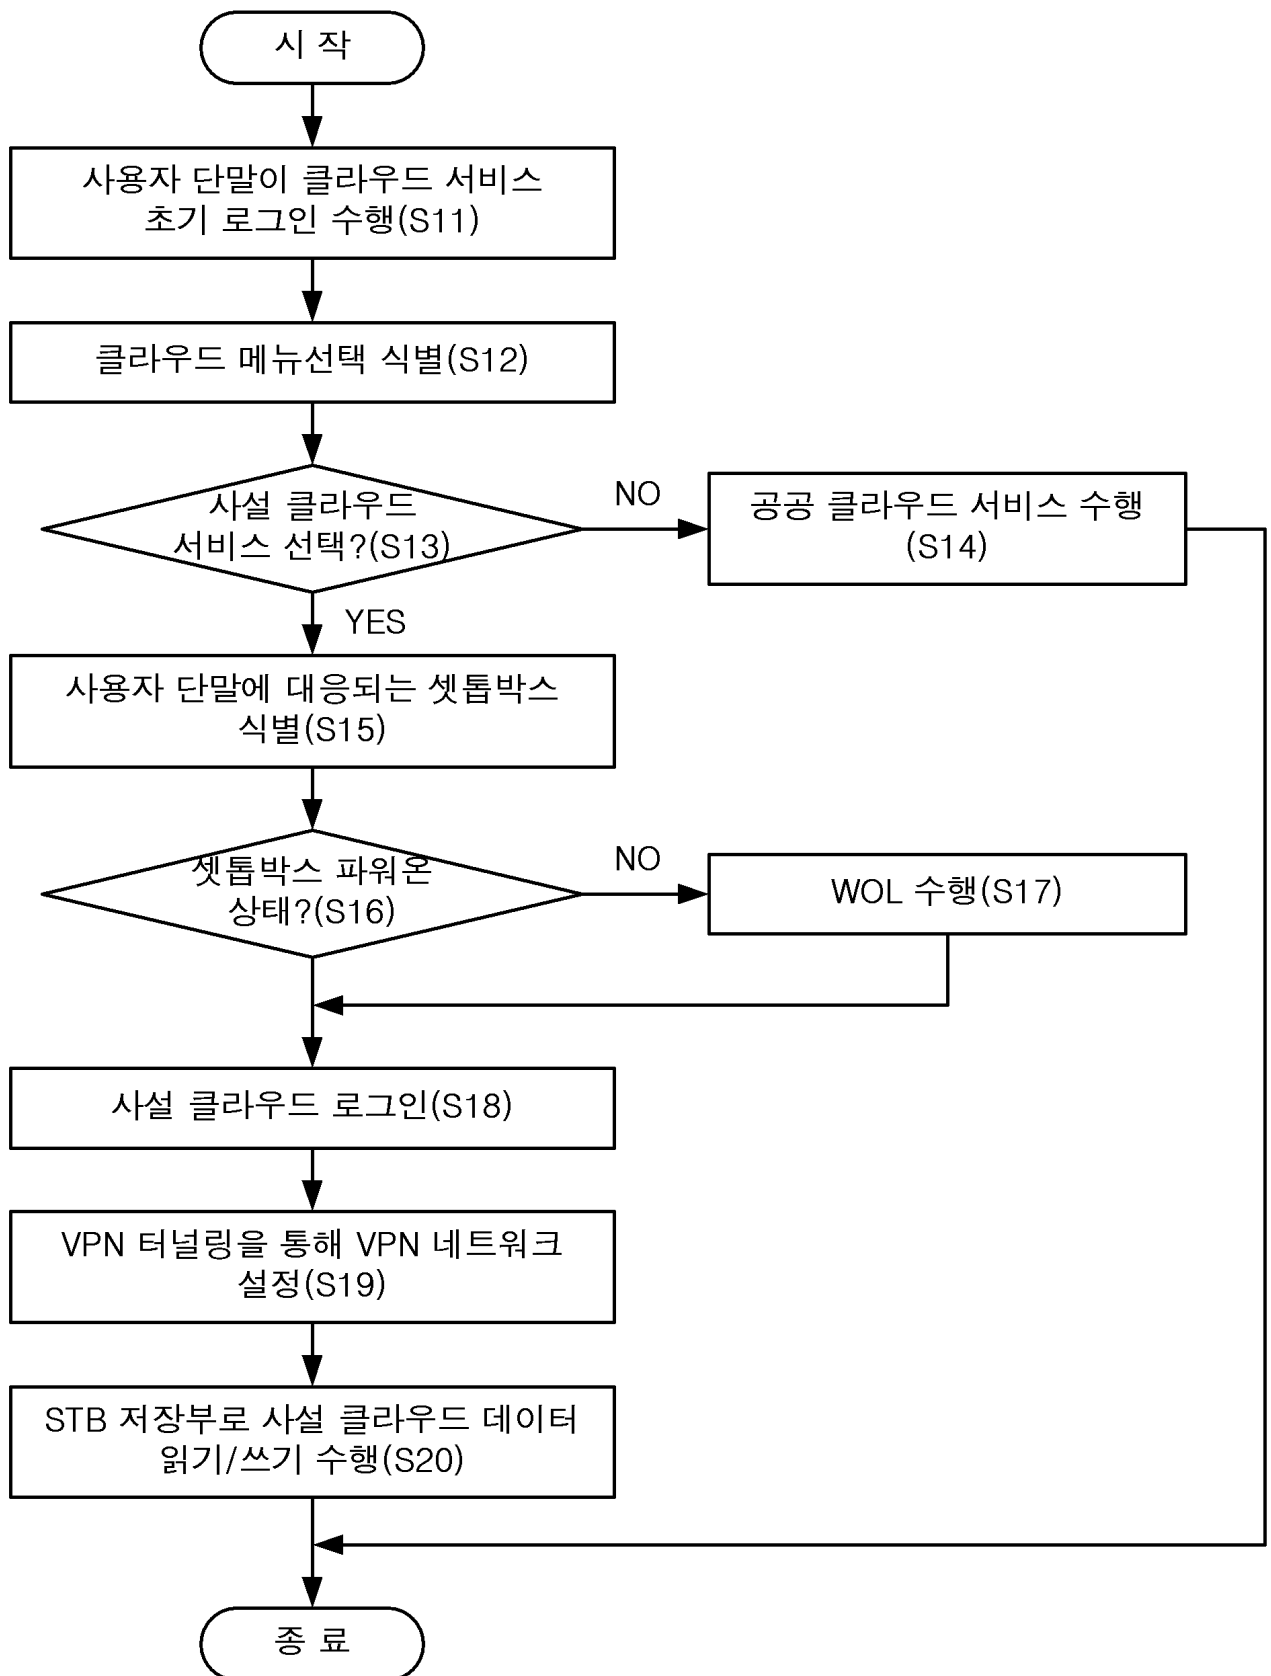 시 작
사용자 단말이 클라우드 서비스
초기 로그인 수행(S11)
클라우드 메뉴선택 식별(S12)
사설 클라우드
서비스 선택?(S13)
NO
공공 클라우드 서비스 수행
(S14)
YES
사용자 단말에 대응되는 셋톱박스
식별(S15)
셋톱박스 파워온
상태?(S16)
NO
WOL 수행(S17)
사설 클라우드 로그인(S18)
VPN 터널링을 통해 VPN 네트워크
설정(S19)
STB 저장부로 사설 클라우드 데이터
읽기/쓰기 수행(S20)
종 료